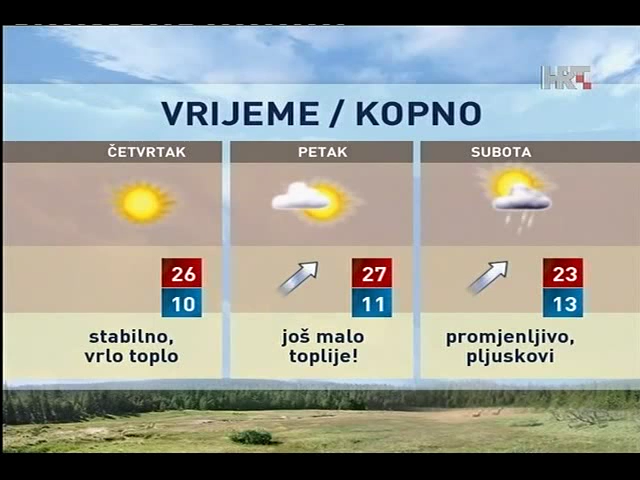 HRT
VRIJEME / KOPNO
ČETVRTAK
PETAK
SUBOTA
26
10
27
11
23
13
stabilno,
vrlo toplo
još malo
toplije!
promjenljivo,
pljuskovi